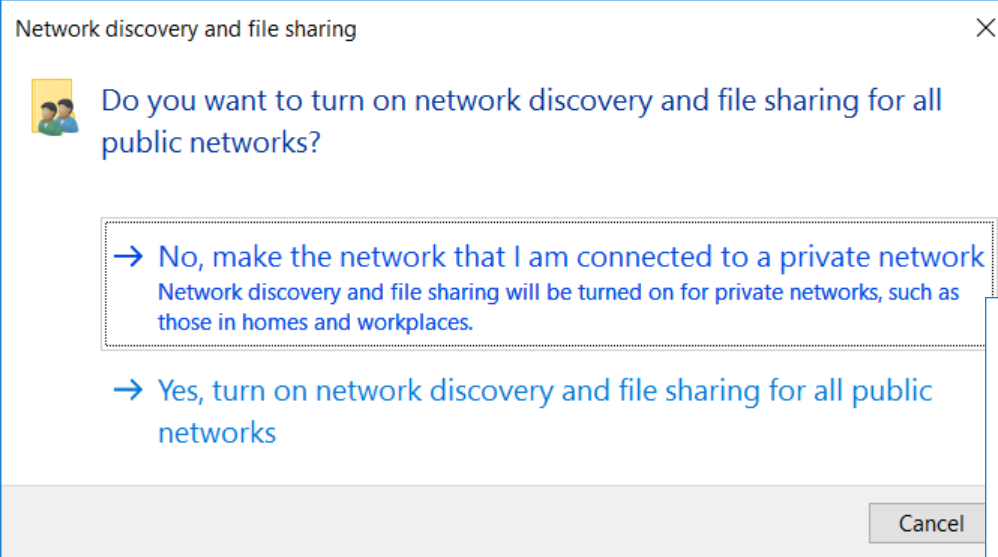 Network discovery and file sharing
Do you want to turn on network discovery and file sharing for all
public networks?
No, make the network that I am connected to a private network
Network discovery and file sharing will be turned on for private networks, such as
those in homes and workplaces.
Yes, turn on network discovery and file sharing for all public
networks
Cancel